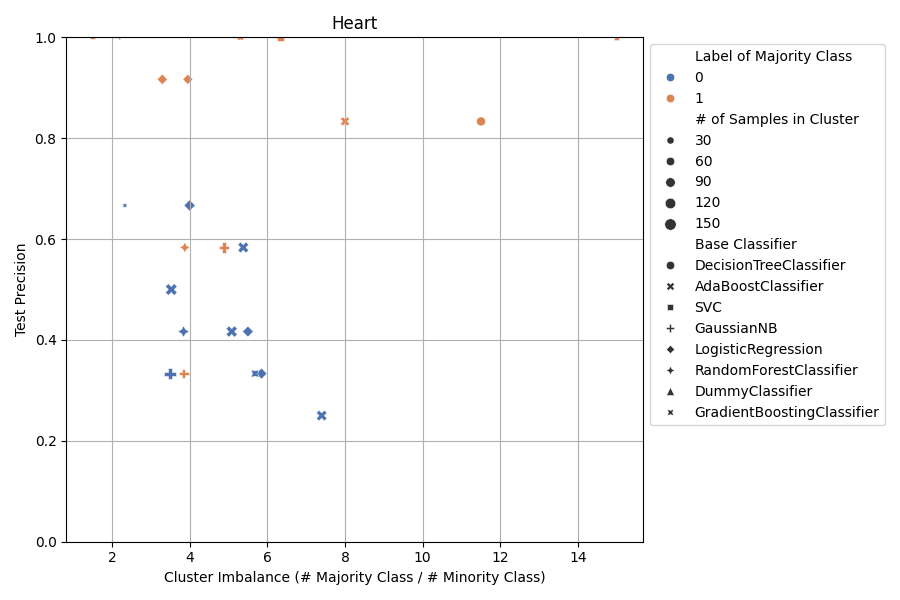 Heart
1.0
0.8
0.6
0.4
0.2
0.0
Test Precision
2 4 6 8 10 12 14
Cluster Imbalance (# Majority Class / # Minority Class)
Label of Majority Class
0
1
# of Samples in Cluster
30
60
90
120
150
Base Classifier
DecisionTreeClassifier
AdaBoostClassifier
SVC
GaussianNB
LogisticRegression
RandomForestClassifier
DummyClassifier
GradientBoostingClassifier